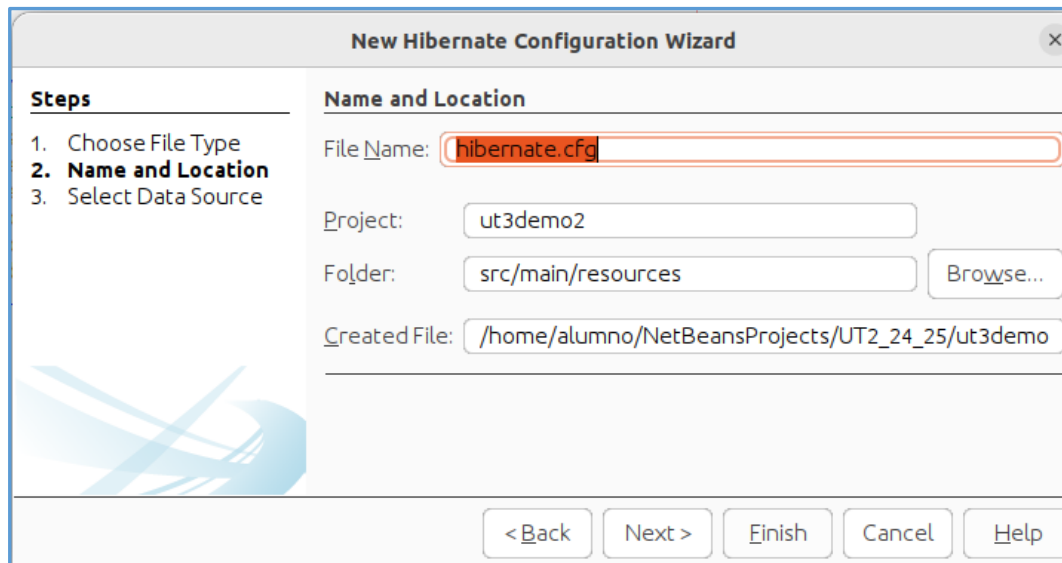 New Hibernate Configuration Wizard
Steps
1. Choose File Type
2. Name and Location
3. Select Data Source
Name and Location
File Name: hibernate.cfg
Project: ut3demo2
Folder: src/main/resources Browse...
Created File: /home/alumno/NetBeansProjects/UT2_24_25/ut3demo
< Back Next > Finish Cancel Help